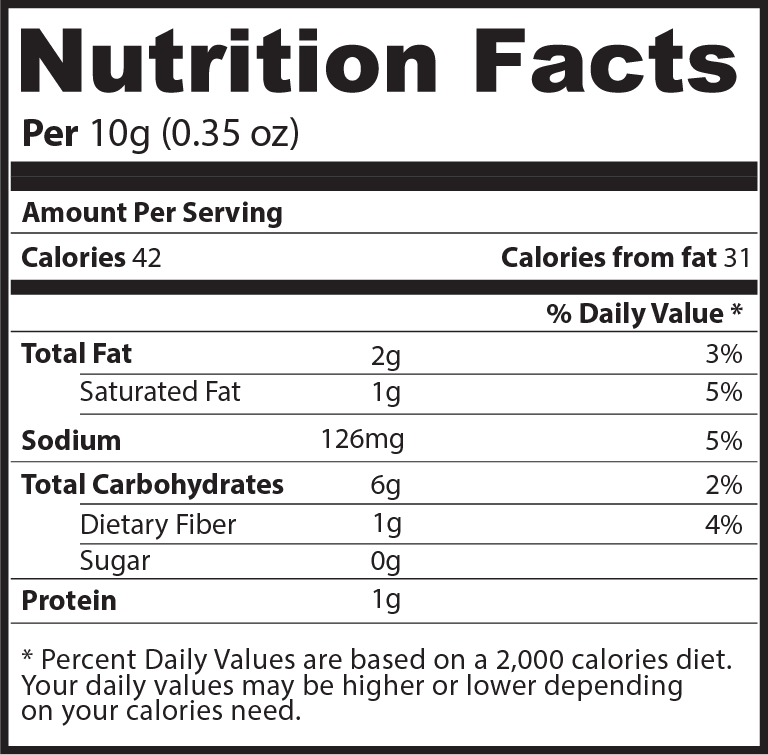 Nutrition Facts
Per 10g (0.35 oz)
Amount Per Serving
Calories 42 Calories from fat 31
% Daily Value *
Total Fat 2g 3%
Saturated Fat 1g 5%
Sodium 126mg 5%
Total Carbohydrates 6g 2%
Dietary Fiber 1g 4%
Sugar 0g
Protein 1g
* Percent Daily Values are based on a 2,000 calories diet.
Your daily values may be higher or lower depending
on your calories need.